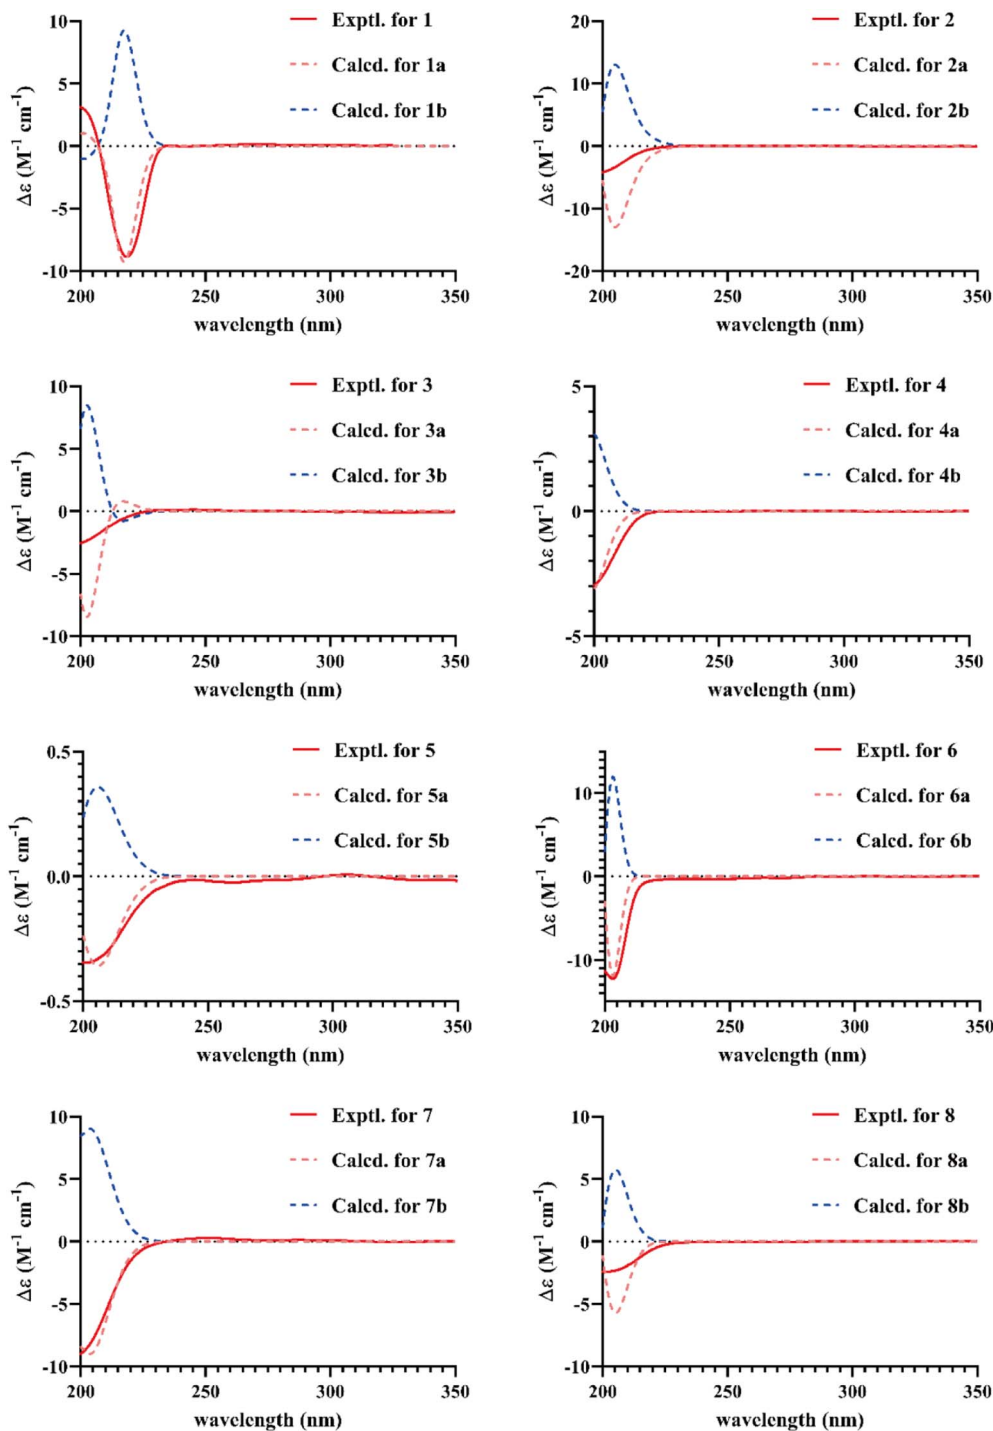 Exptl. for 1
Calcd. for 1a
Calcd. for 1b
10
5
0
-5
-10
Δε (M⁻¹ cm⁻¹)
200 250 300 350
wavelength (nm)
Exptl. for 2
Calcd. for 2a
Calcd. for 2b
20
10
0
-10
-20
Δε (M⁻¹ cm⁻¹)
200 250 300 350
wavelength (nm)
Exptl. for 3
Calcd. for 3a
Calcd. for 3b
10
5
0
-5
-10
Δε (M⁻¹ cm⁻¹)
200 250 300 350
wavelength (nm)
Exptl. for 4
Calcd. for 4a
Calcd. for 4b
5
0
-5
Δε (M⁻¹ cm⁻¹)
200 250 300 350
wavelength (nm)
Exptl. for 5
Calcd. for 5a
Calcd. for 5b
0.5
0.0
-0.5
Δε (M⁻¹ cm⁻¹)
200 250 300 350
wavelength (nm)
Exptl. for 6
Calcd. for 6a
Calcd. for 6b
10
0
-10
Δε (M⁻¹ cm⁻¹)
200 250 300 350
wavelength (nm)
Exptl. for 7
Calcd. for 7a
Calcd. for 7b
10
5
0
-5
-10
Δε (M⁻¹ cm⁻¹)
200 250 300 350
wavelength (nm)
Exptl. for 8
Calcd. for 8a
Calcd. for 8b
10
5
0
-5
-10
Δε (M⁻¹ cm⁻¹)
200 250 300 350
wavelength (nm)